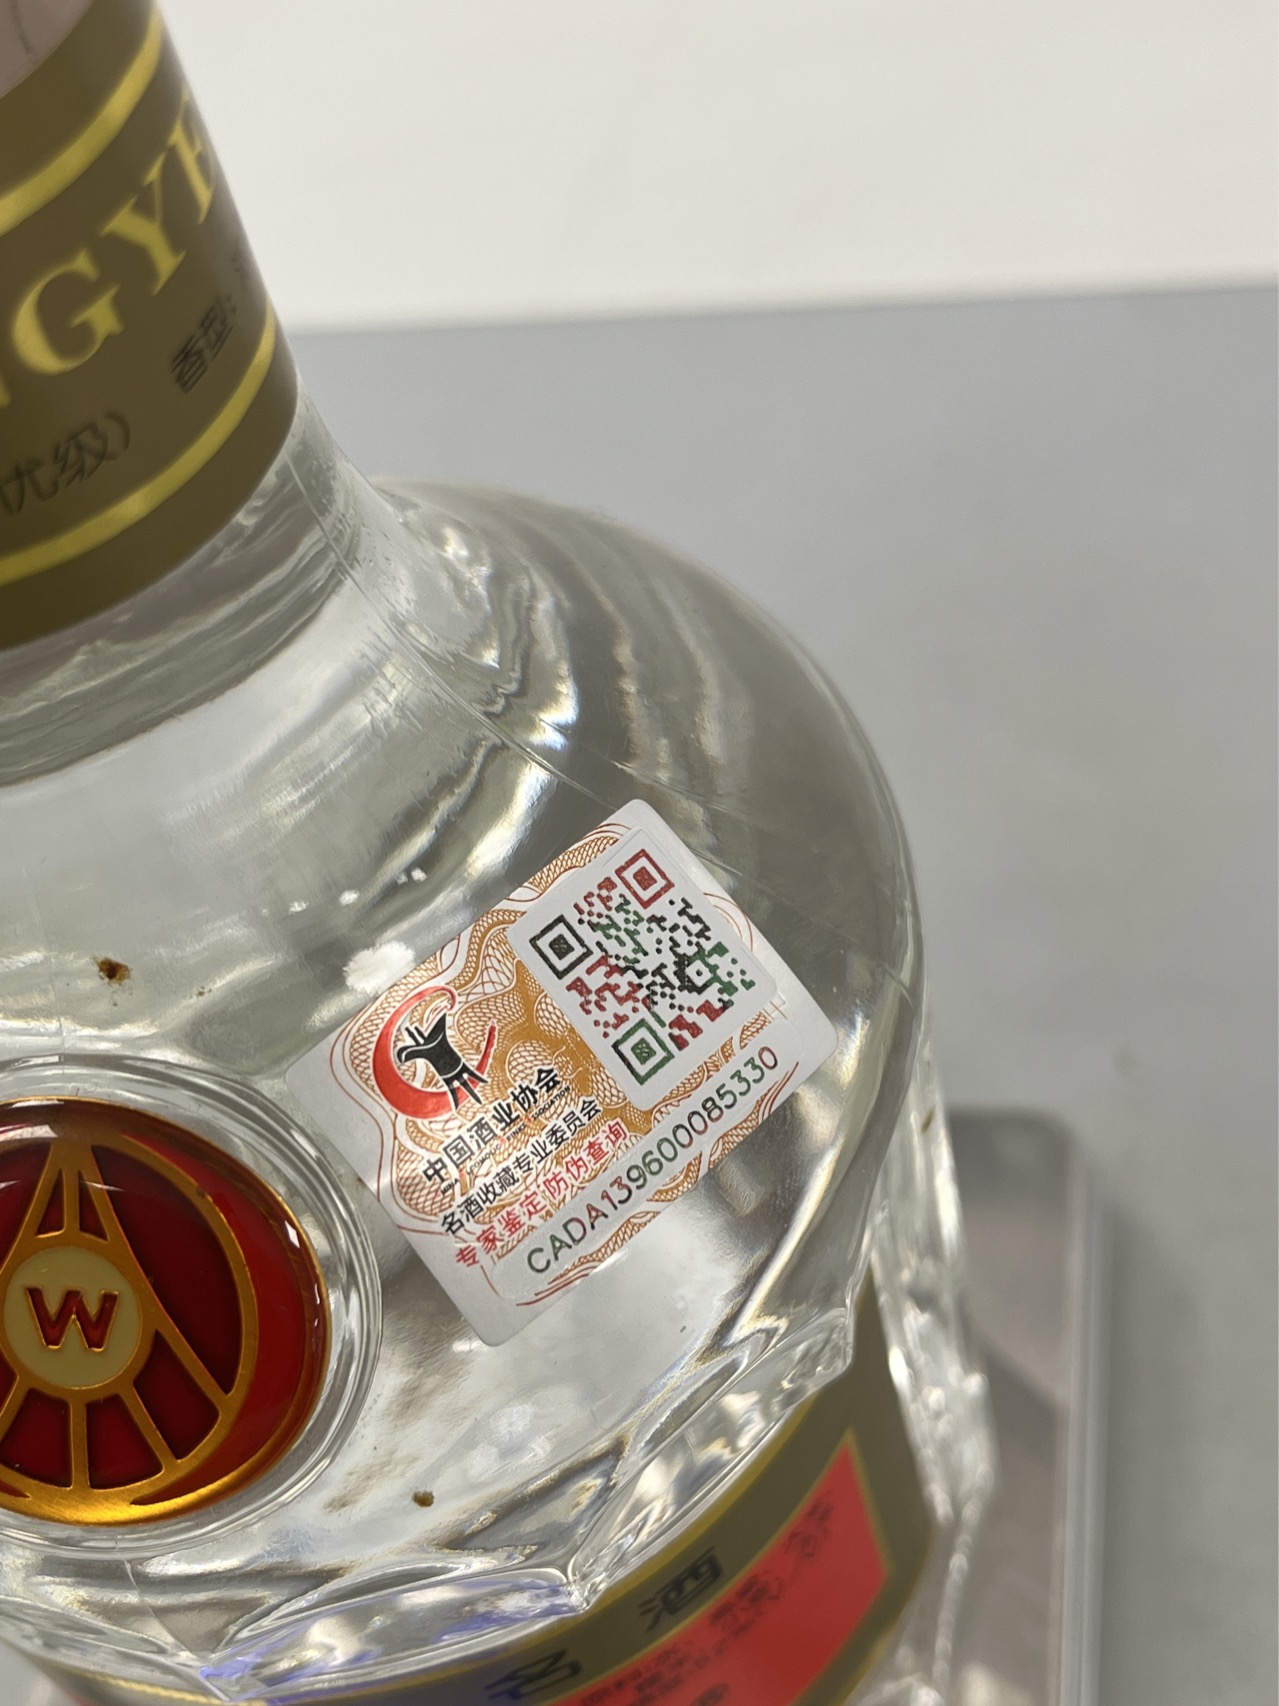 NGYE
香型:
优级)
W
中国酒业协会
名酒收藏专业委员会
专家鉴定 防伪查询
CADA139600085330
名 酒